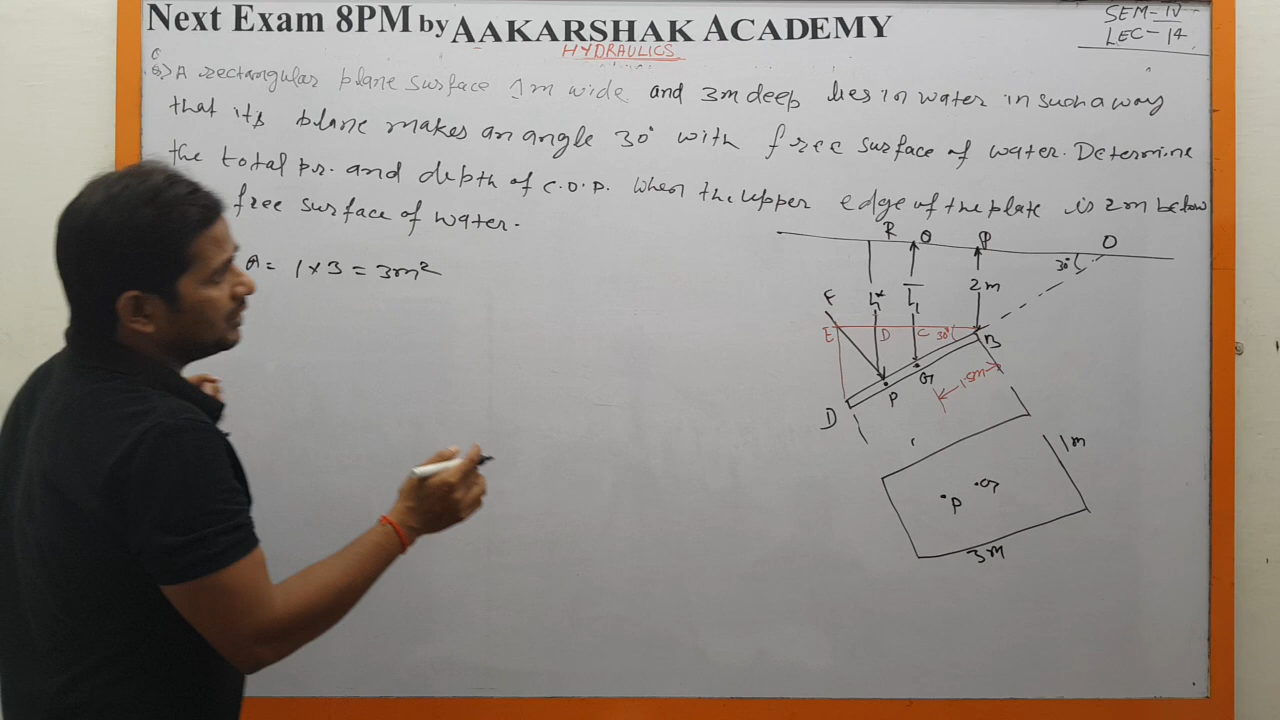 Next Exam 8PM by AAKARSHAK ACADEMY
SEM-IV
LEC-14
HYDRAULICS
Q) A rectangular plane surface 1m wide and 3m deep lies in water in such a way
that its plane makes an angle 30° with free surface of water. Determine
the total pr. and depth of C.O.P. when the upper edge of the plate is 2m below
free surface of water.
A = 1 x 3 = 3m²
R Q P O
30°
F h* h̄ 2m
E D C 30° B
G
P
1.5m
D
1m
P G
3m